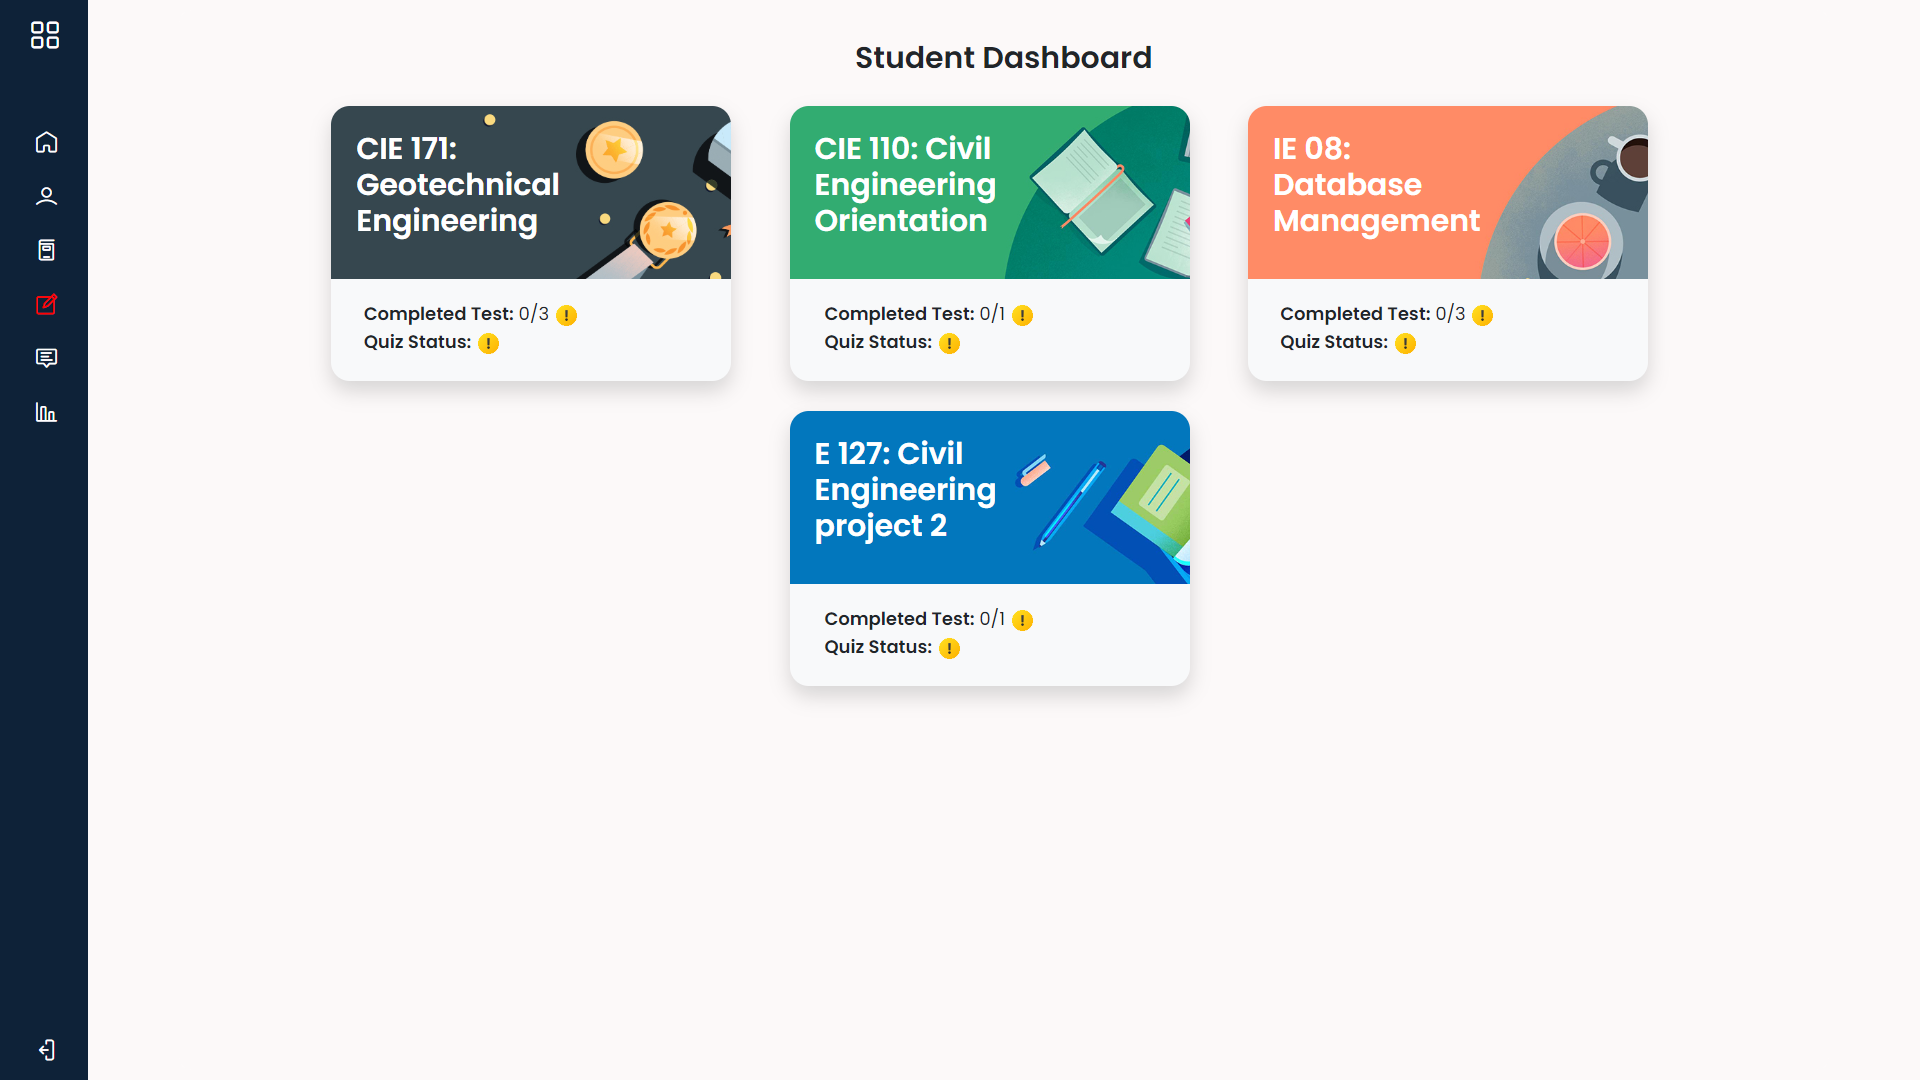 Student Dashboard
CIE 171:
Geotechnical
Engineering
Completed Test: 0/3
Quiz Status:
CIE 110: Civil
Engineering
Orientation
Completed Test: 0/1
Quiz Status:
IE 08:
Database
Management
Completed Test: 0/3
Quiz Status:
E 127: Civil
Engineering
project 2
Completed Test: 0/1
Quiz Status: